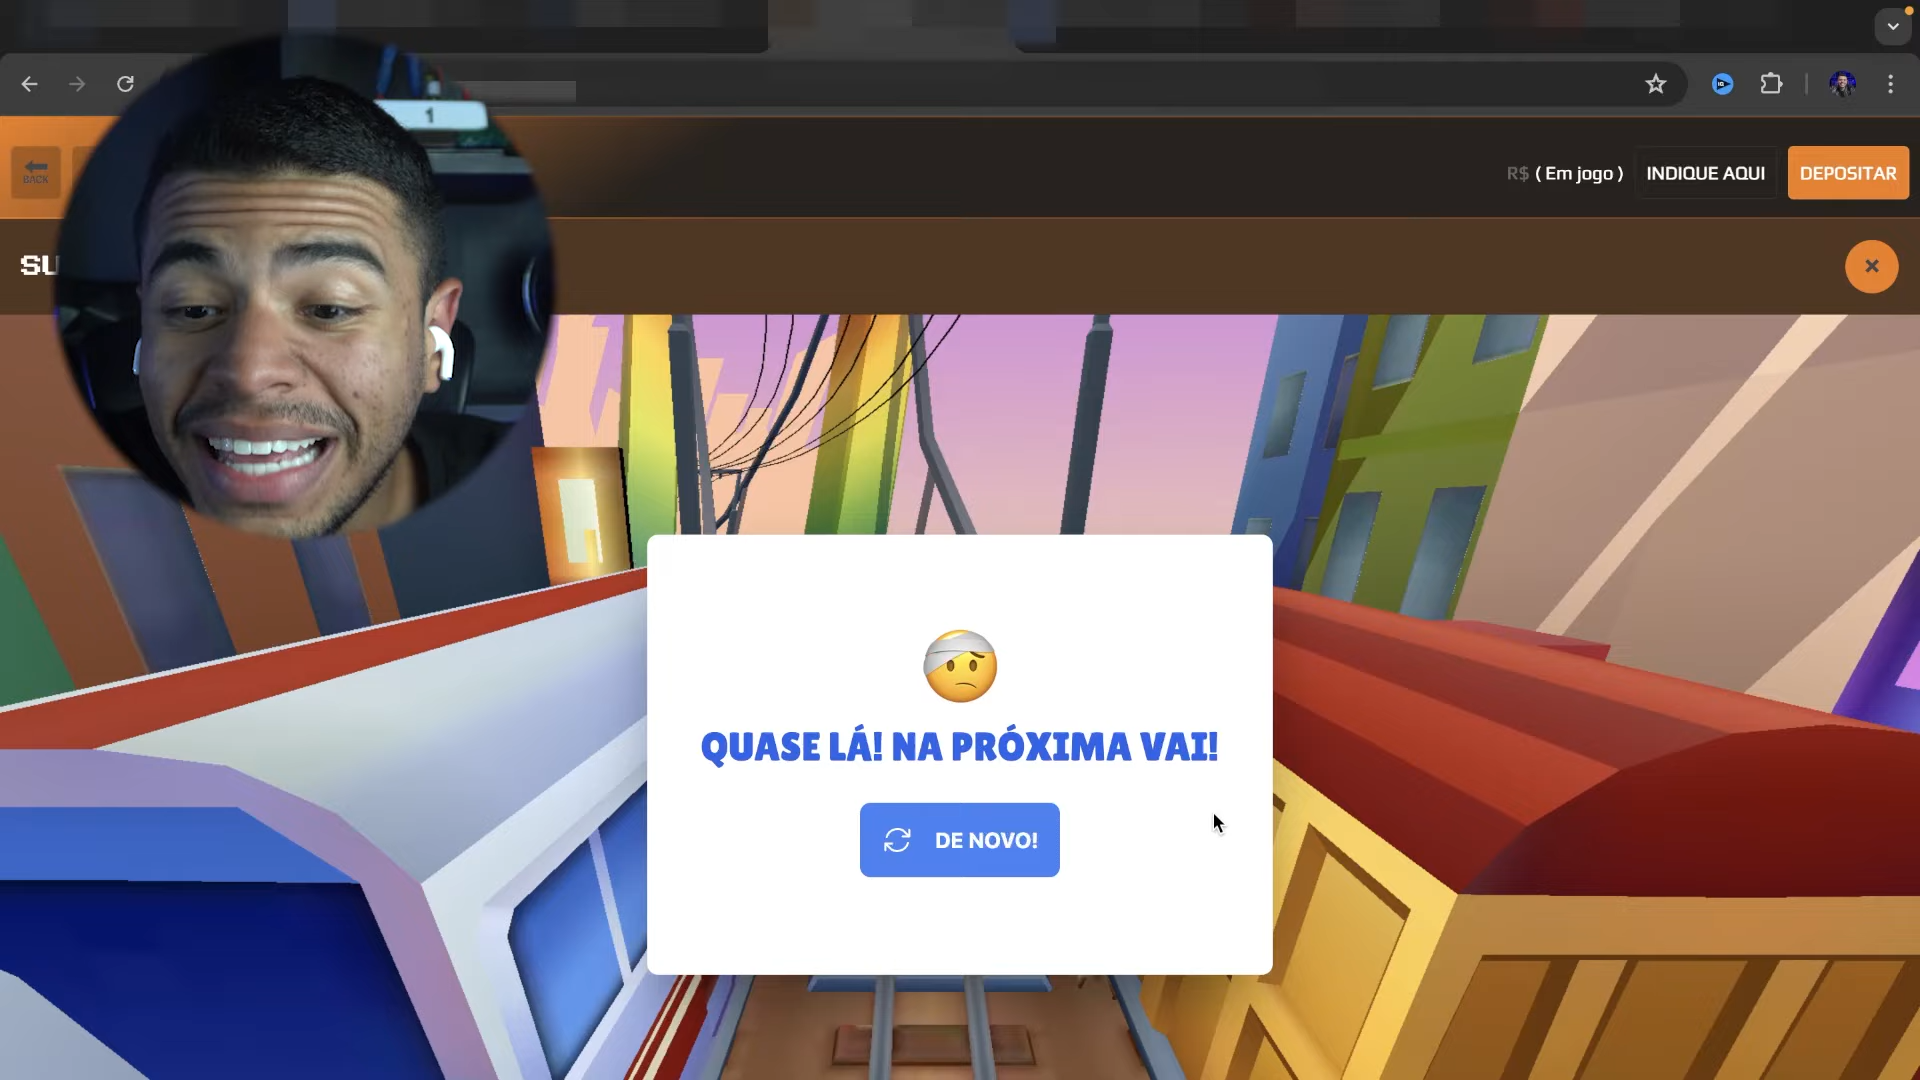 1
BACK
R$ ( Em jogo )
INDIQUE AQUI
DEPOSITAR
SU
QUASE LÁ! NA PRÓXIMA VAI!
DE NOVO!